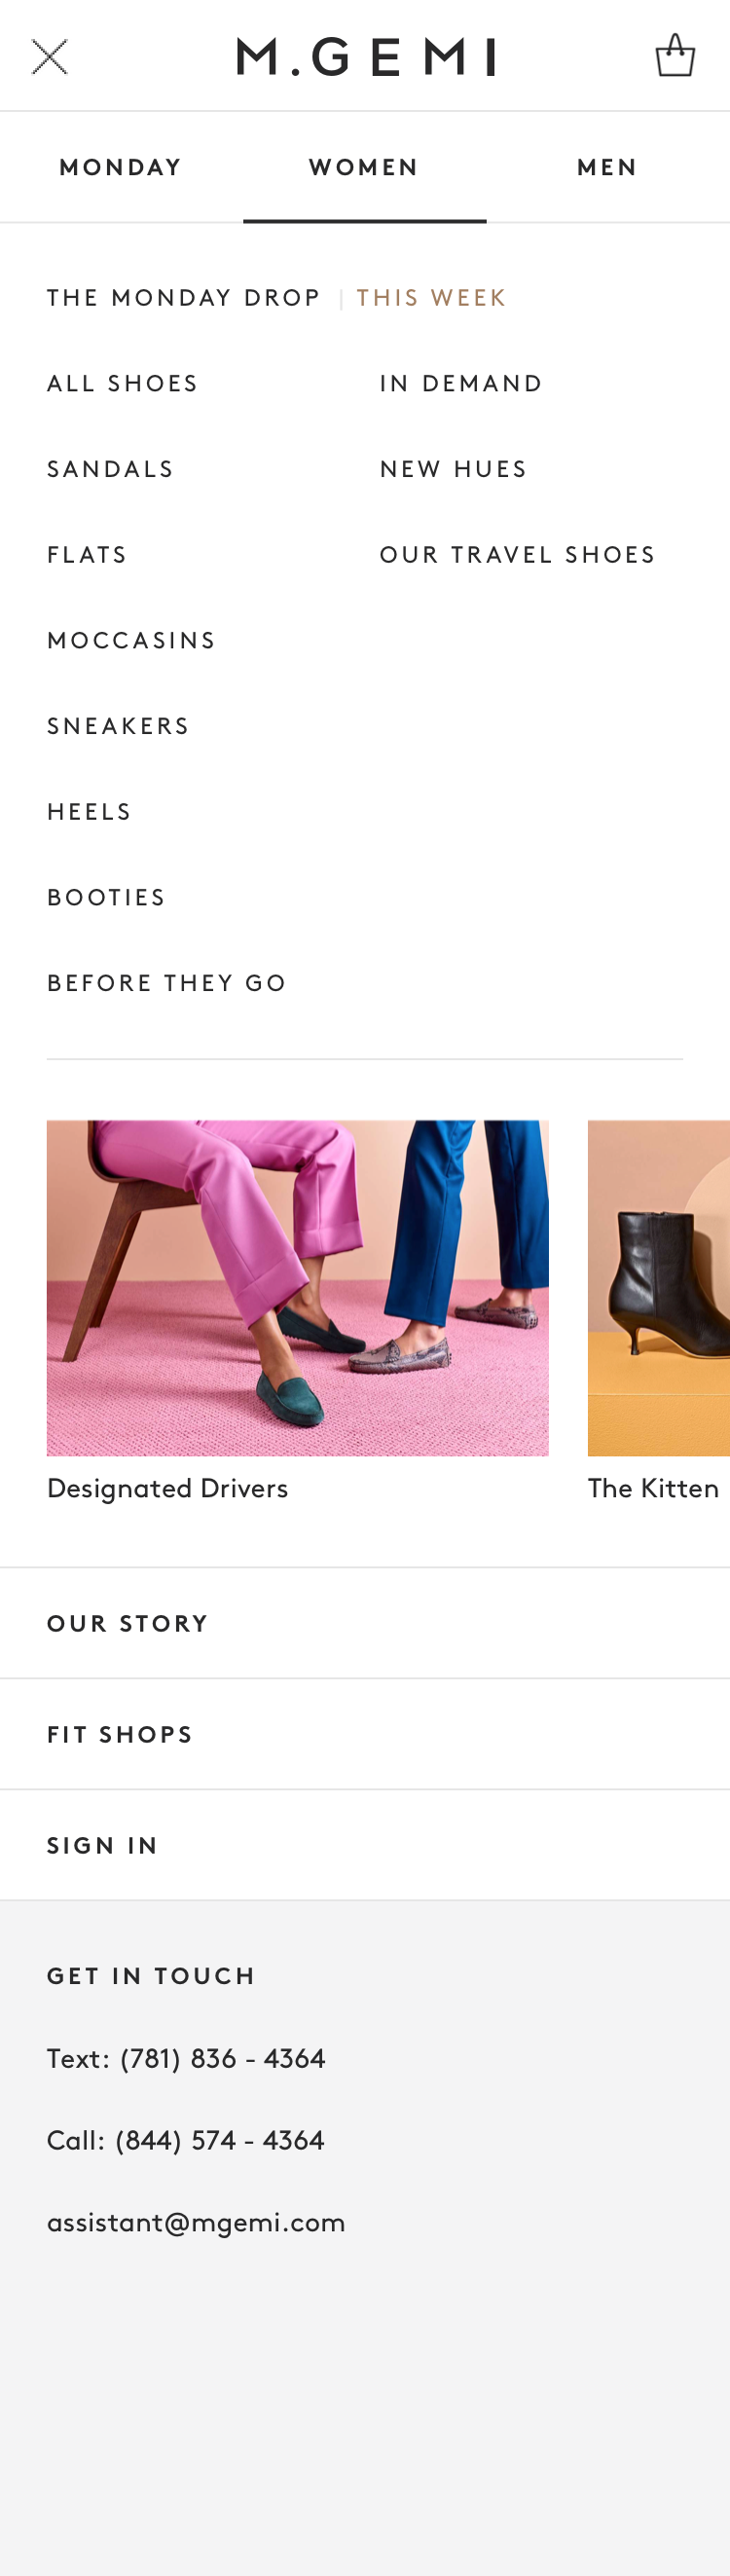 M.GEMI
MONDAY WOMEN MEN
THE MONDAY DROP | THIS WEEK
ALL SHOES
SANDALS
FLATS
MOCCASINS
SNEAKERS
HEELS
BOOTIES
BEFORE THEY GO
IN DEMAND
NEW HUES
OUR TRAVEL SHOES
Designated Drivers
The Kitten
OUR STORY
FIT SHOPS
SIGN IN
GET IN TOUCH
Text: (781) 836 - 4364
Call: (844) 574 - 4364
assistant@mgemi.com